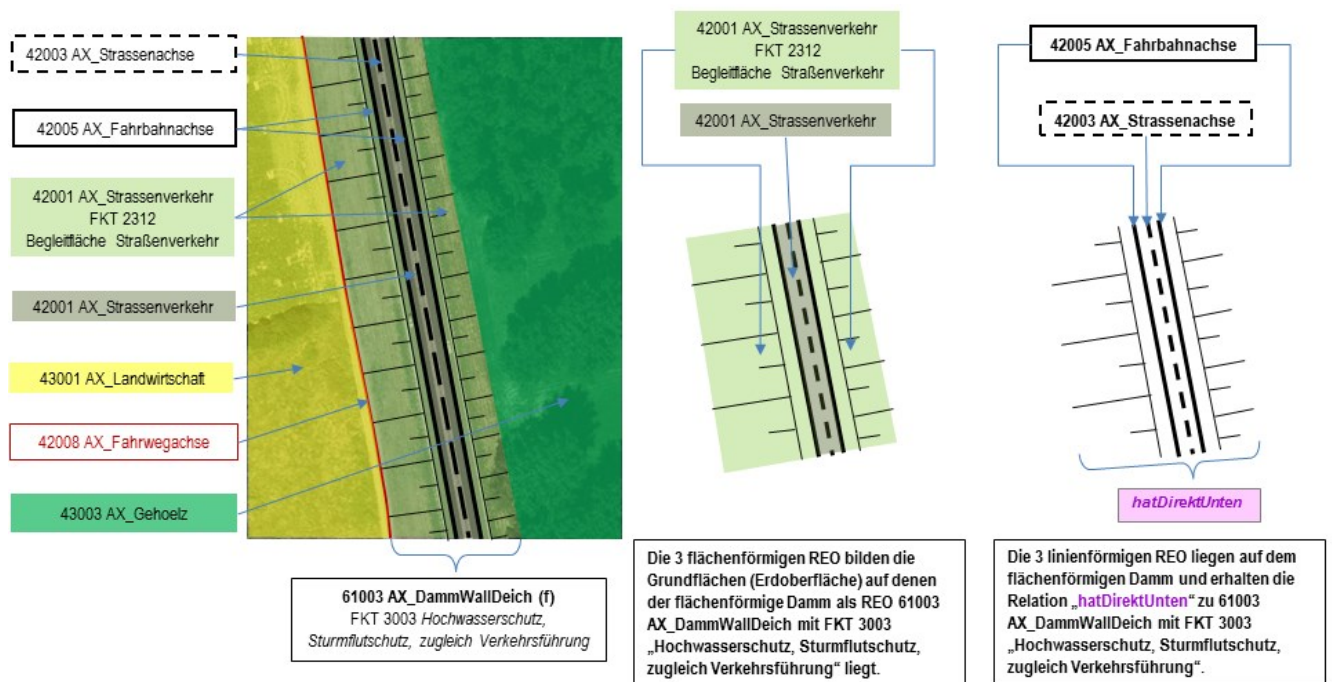 42003 AX_Strassenachse
42005 AX_Fahrbahnachse
42001 AX_Strassenverkehr
FKT 2312
Begleitfläche Straßenverkehr
42001 AX_Strassenverkehr
43001 AX_Landwirtschaft
42008 AX_Fahrwegachse
43003 AX_Gehoelz
61003 AX_DammWallDeich (f)
FKT 3003 Hochwasserschutz,
Sturmflutschutz, zugleich Verkehrsführung
42001 AX_Strassenverkehr
FKT 2312
Begleitfläche Straßenverkehr
42001 AX_Strassenverkehr
Die 3 flächenförmigen REO bilden die
Grundflächen (Erdoberfläche) auf denen
der flächenförmige Damm als REO 61003
AX_DammWallDeich mit FKT 3003
„Hochwasserschutz, Sturmflutschutz,
zugleich Verkehrsführung“ liegt.
42005 AX_Fahrbahnachse
42003 AX_Strassenachse
hatDirektUnten
Die 3 linienförmigen REO liegen auf dem
flächenförmigen Damm und erhalten die
Relation „hatDirektUnten“ zu 61003
AX_DammWallDeich mit FKT 3003
„Hochwasserschutz, Sturmflutschutz,
zugleich Verkehrsführung“.